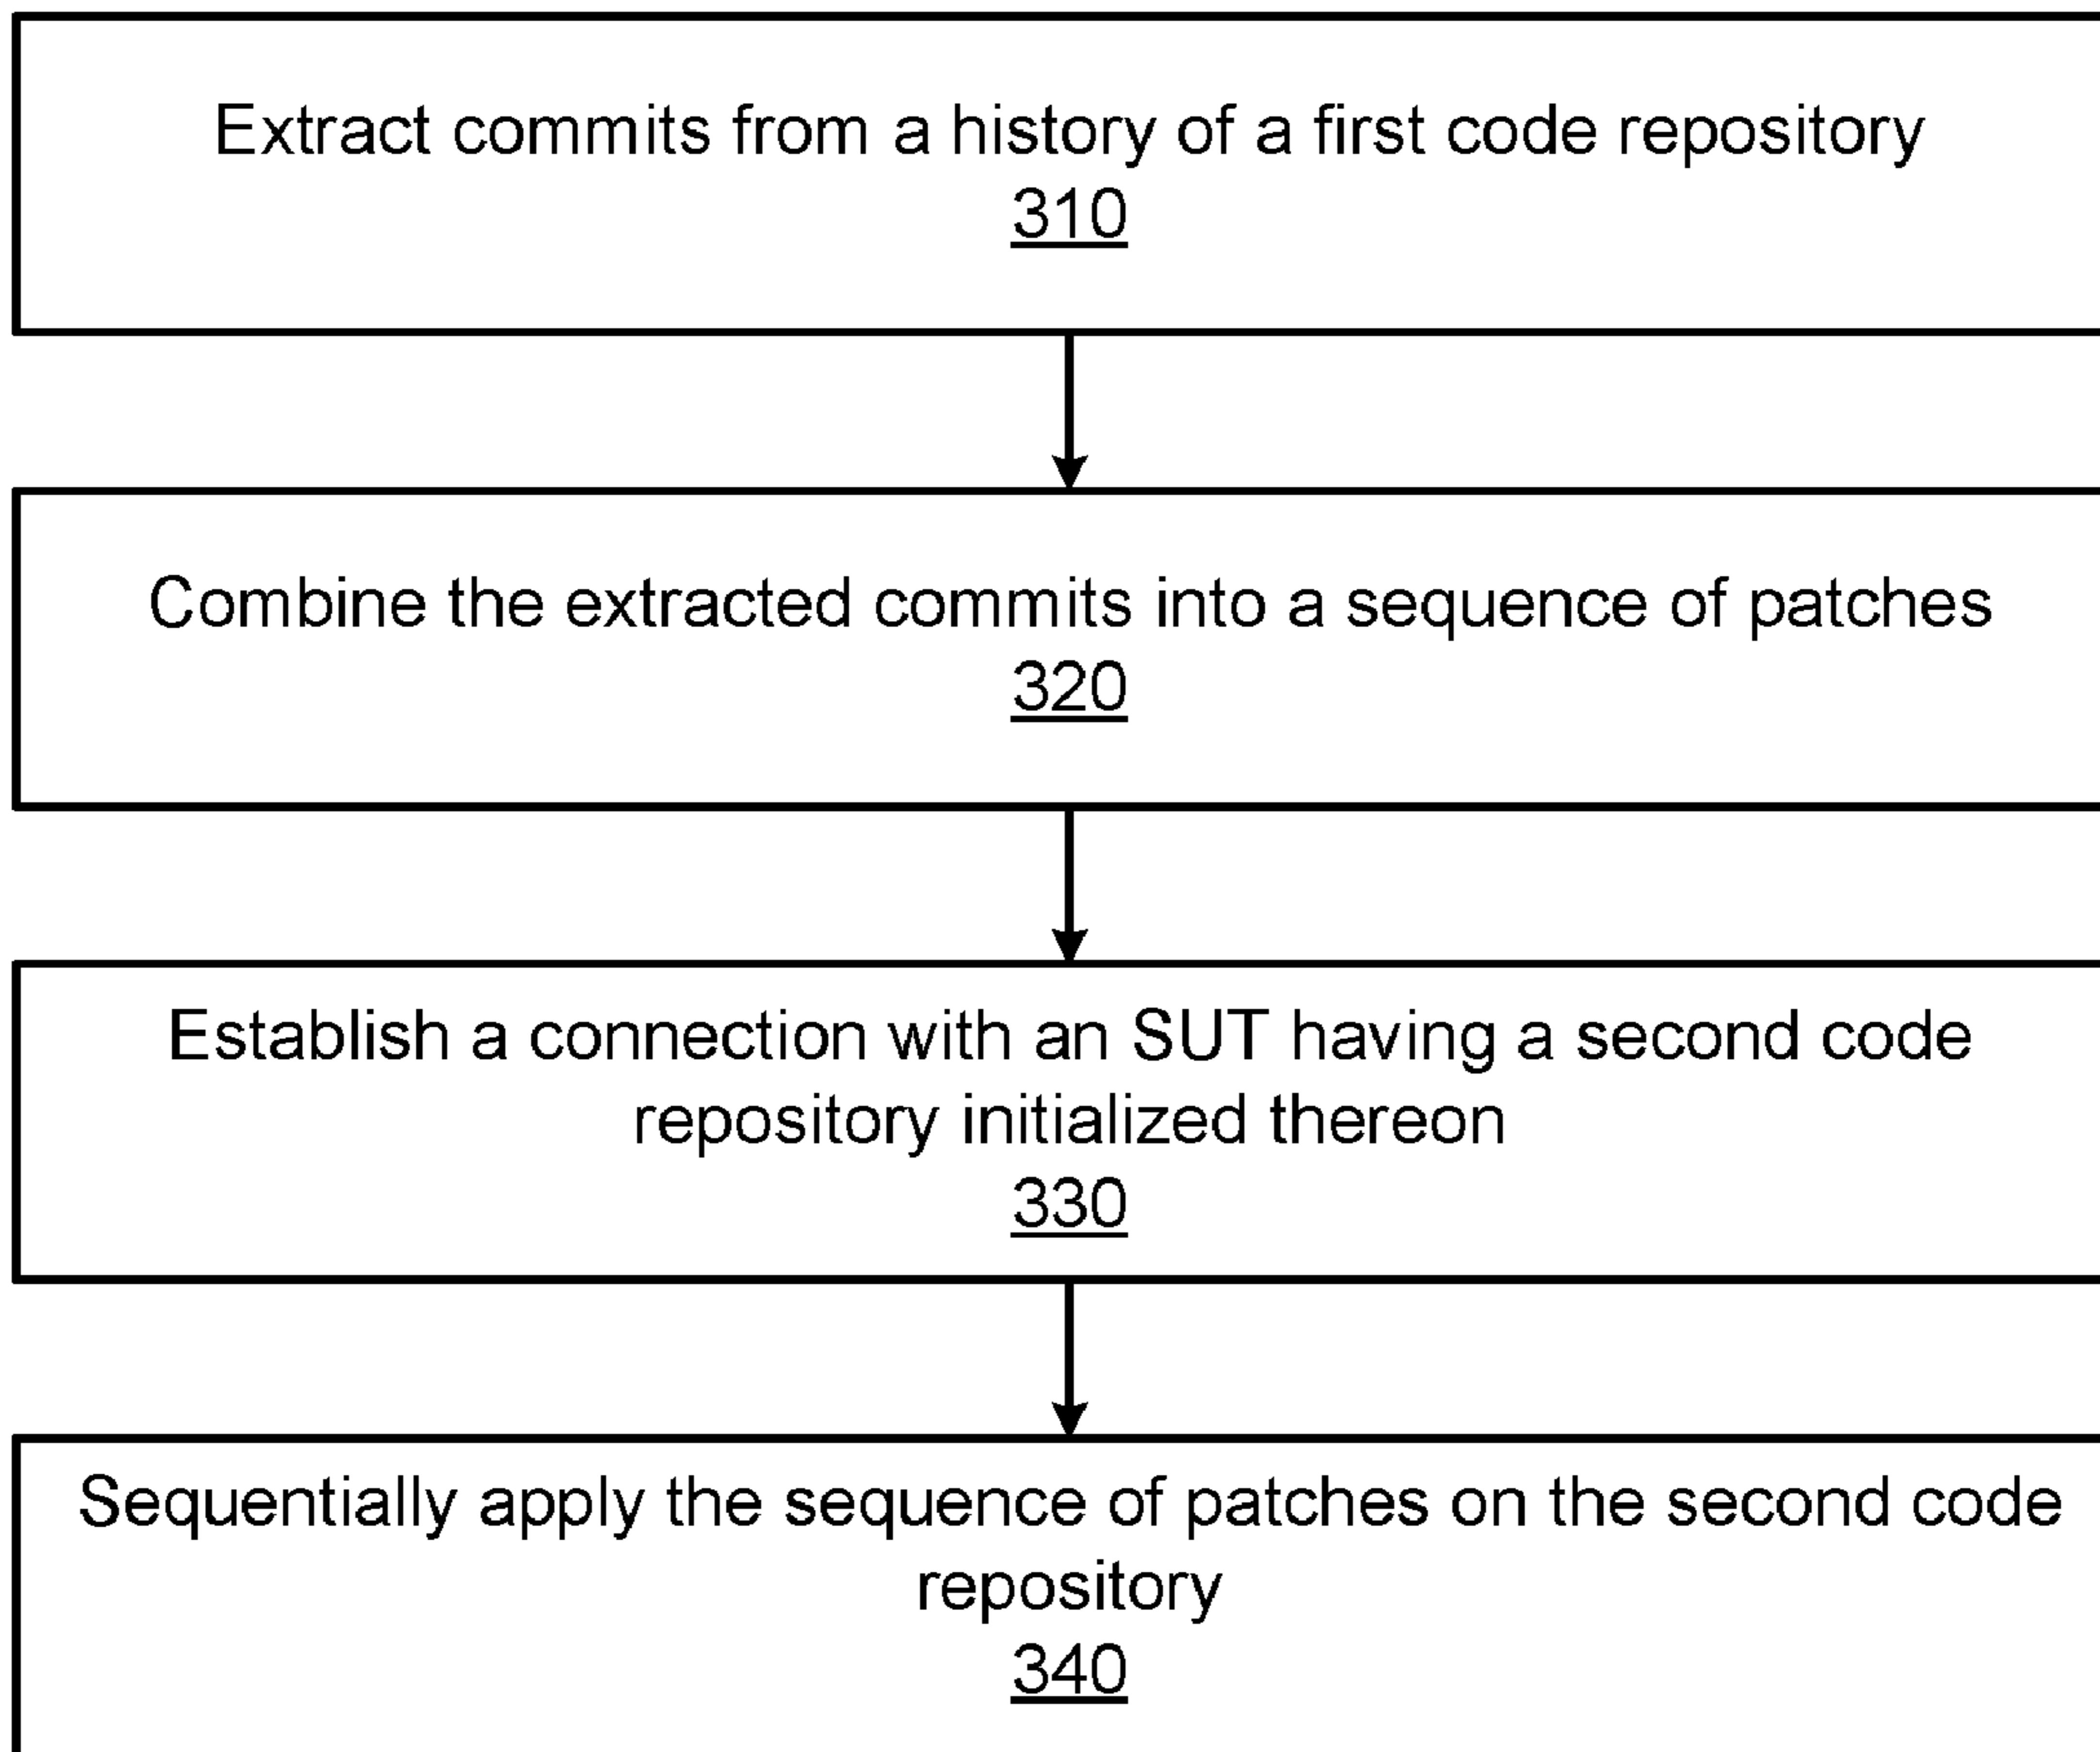 Extract commits from a history of a first code repository
310
Combine the extracted commits into a sequence of patches
320
Establish a connection with an SUT having a second code
repository initialized thereon
330
Sequentially apply the sequence of patches on the second code
repository
340